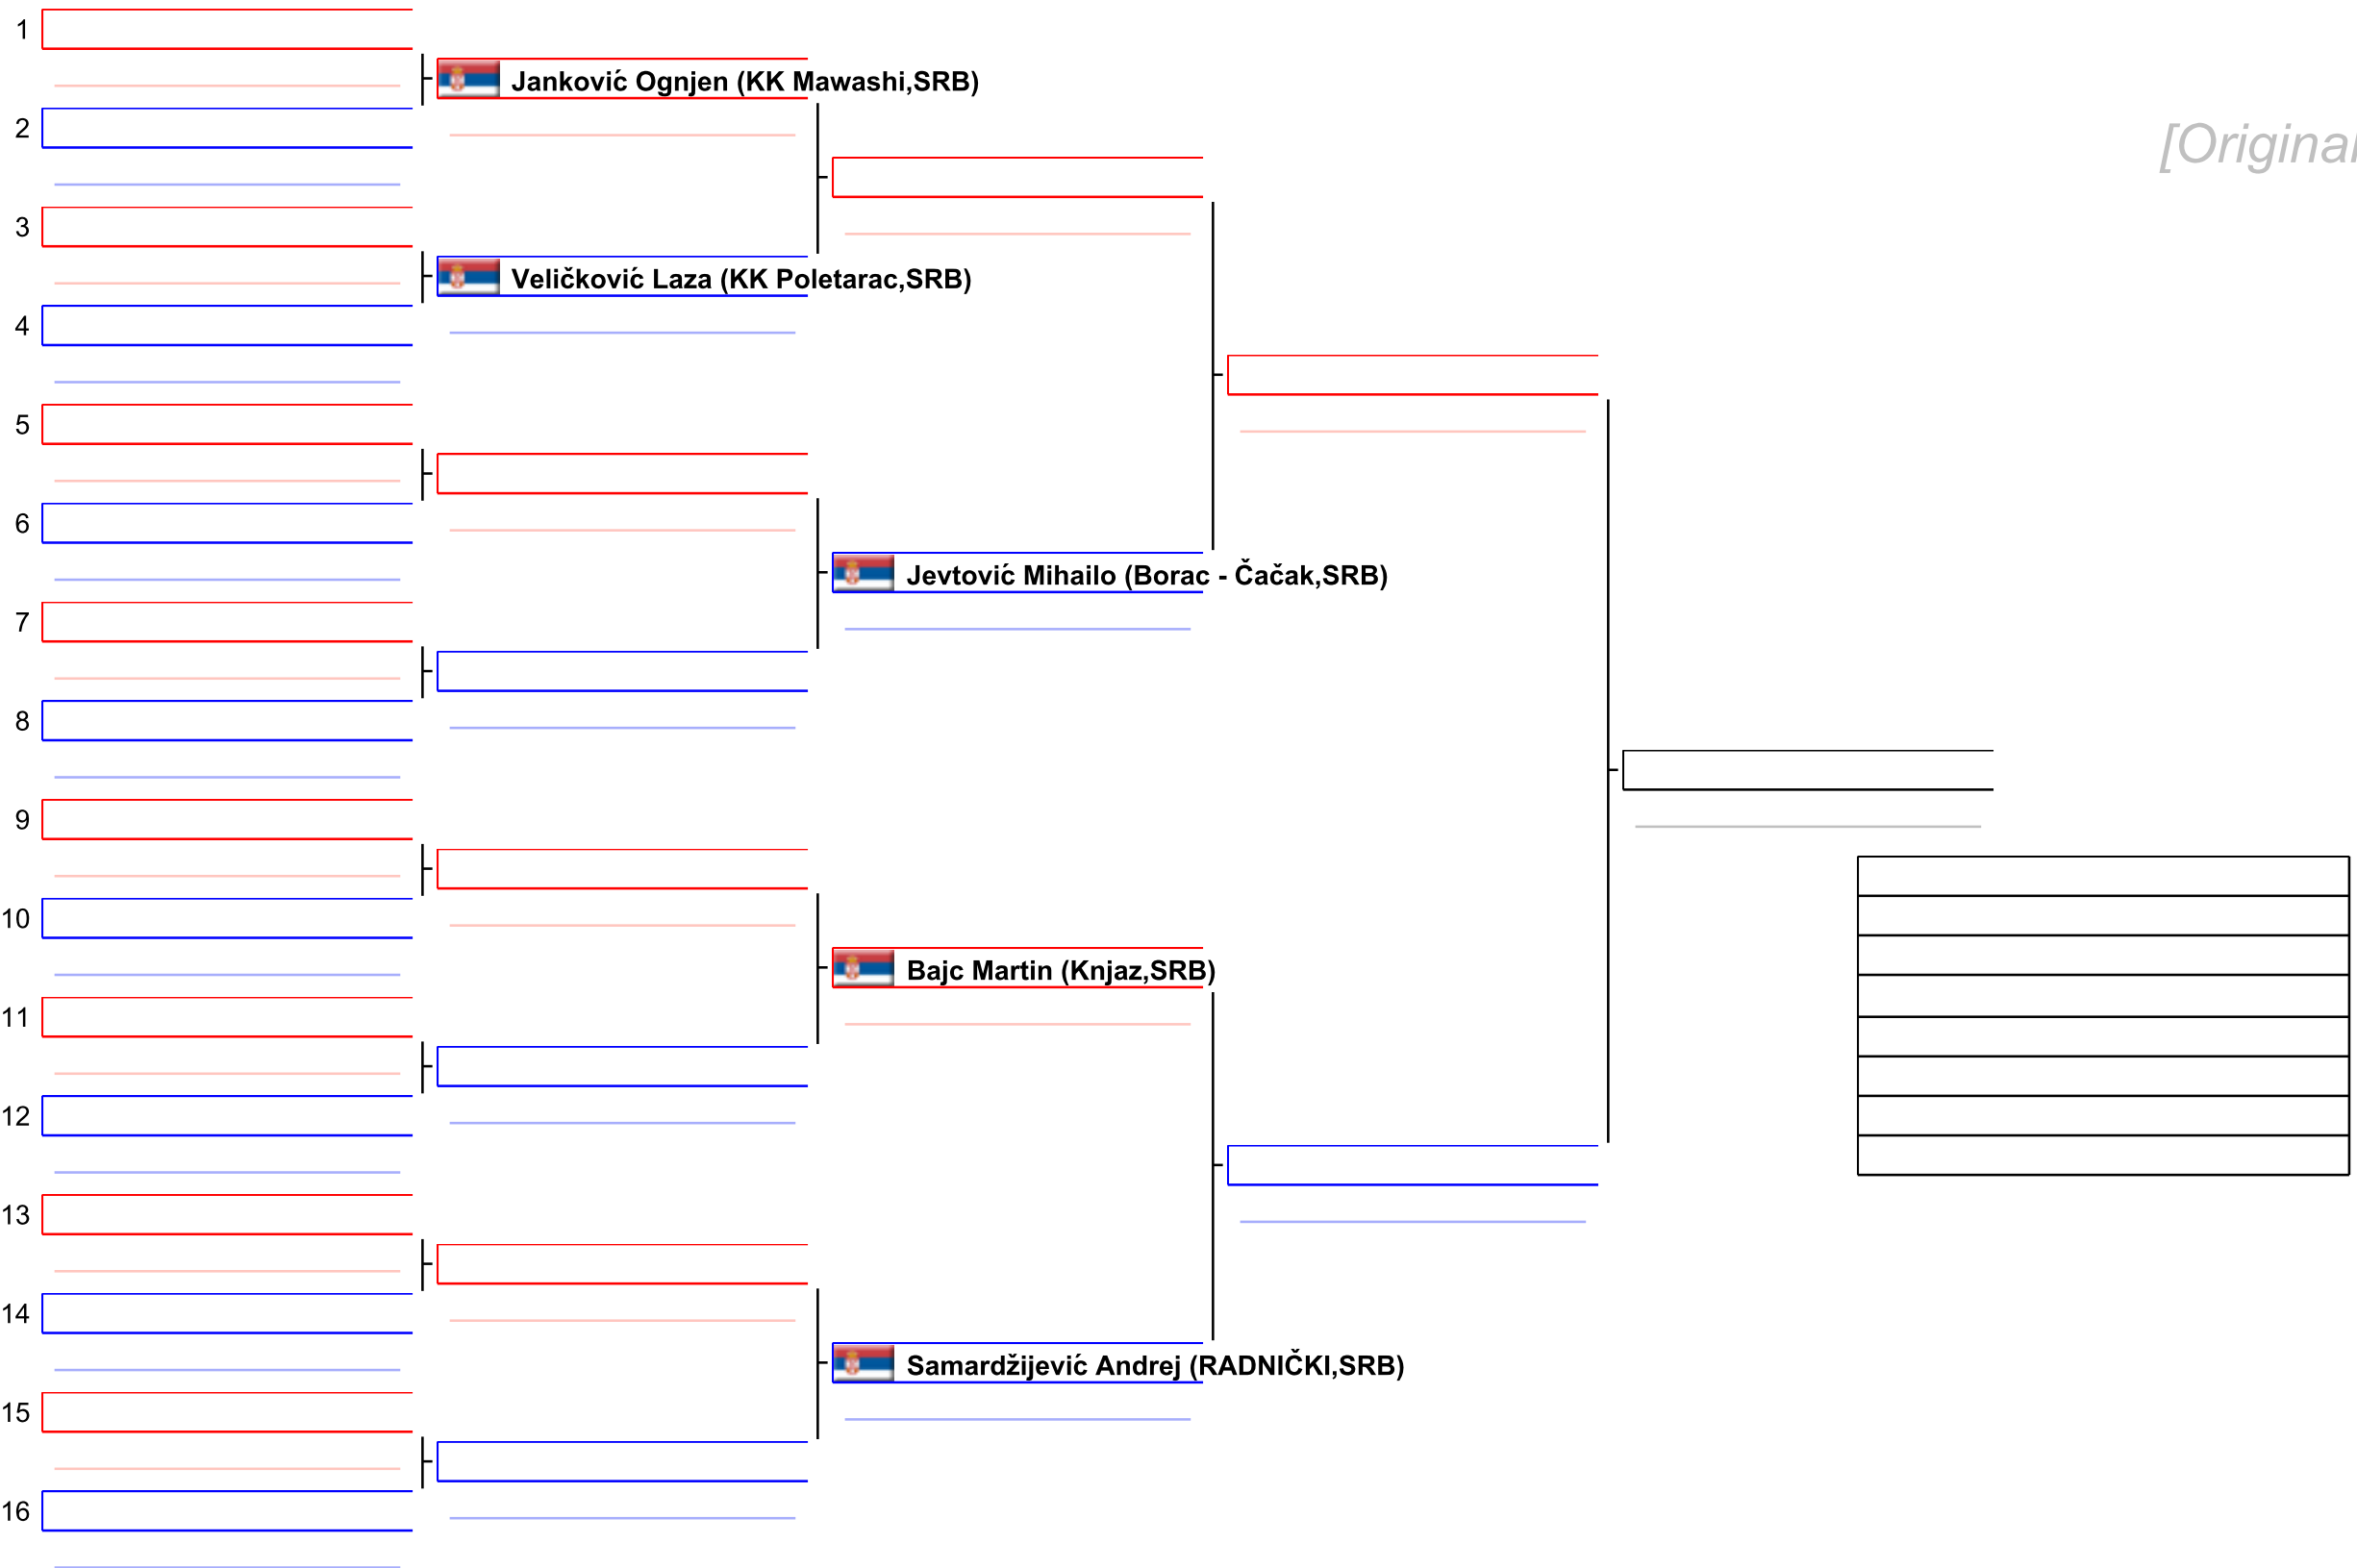 1
Janković Ognjen (KK Mawashi,SRB)
2
[Original
3
Veličković Laza (KK Poletarac,SRB)
4
5
6
Jevtović Mihailo (Borac - Čačak,SRB)
7
8
9
10
Bajc Martin (Knjaz,SRB)
11
12
13
14
Samardžijević Andrej (RADNIČKI,SRB)
15
16